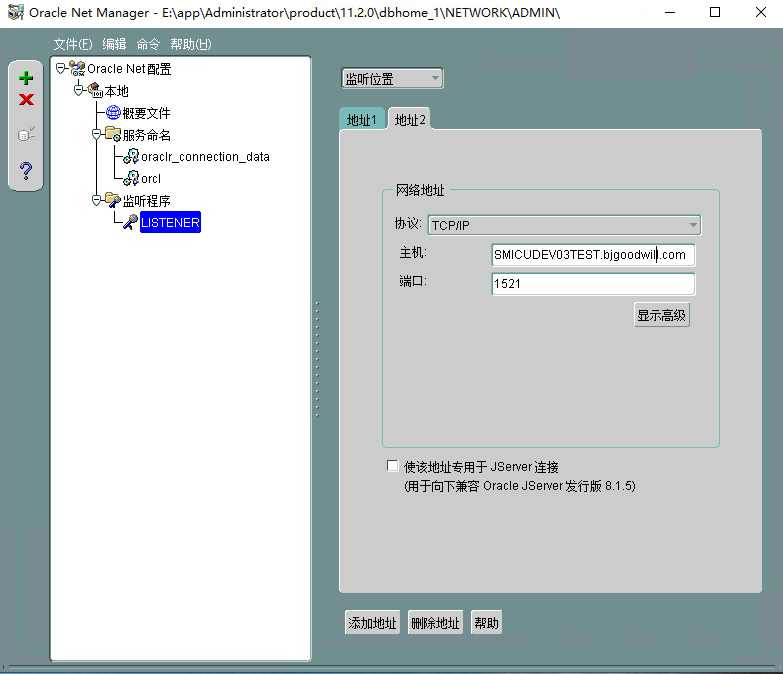 Oracle Net Manager - E:\app\Administrator\product\11.2.0\dbhome_1\NETWORK\ADMIN\
文件(F) 编辑 命令 帮助(H)
Oracle Net 配置
本地
概要文件
服务命名
oraclr_connection_data
orcl
监听程序
LISTENER
监听位置
地址1 地址2
网络地址
协议: TCP/IP
主机: SMICUDEV03TEST.bjgoodwill.com
端口: 1521
显示高级
使该地址专用于 JServer 连接
(用于向下兼容 Oracle JServer 发行版 8.1.5)
添加地址 删除地址 帮助